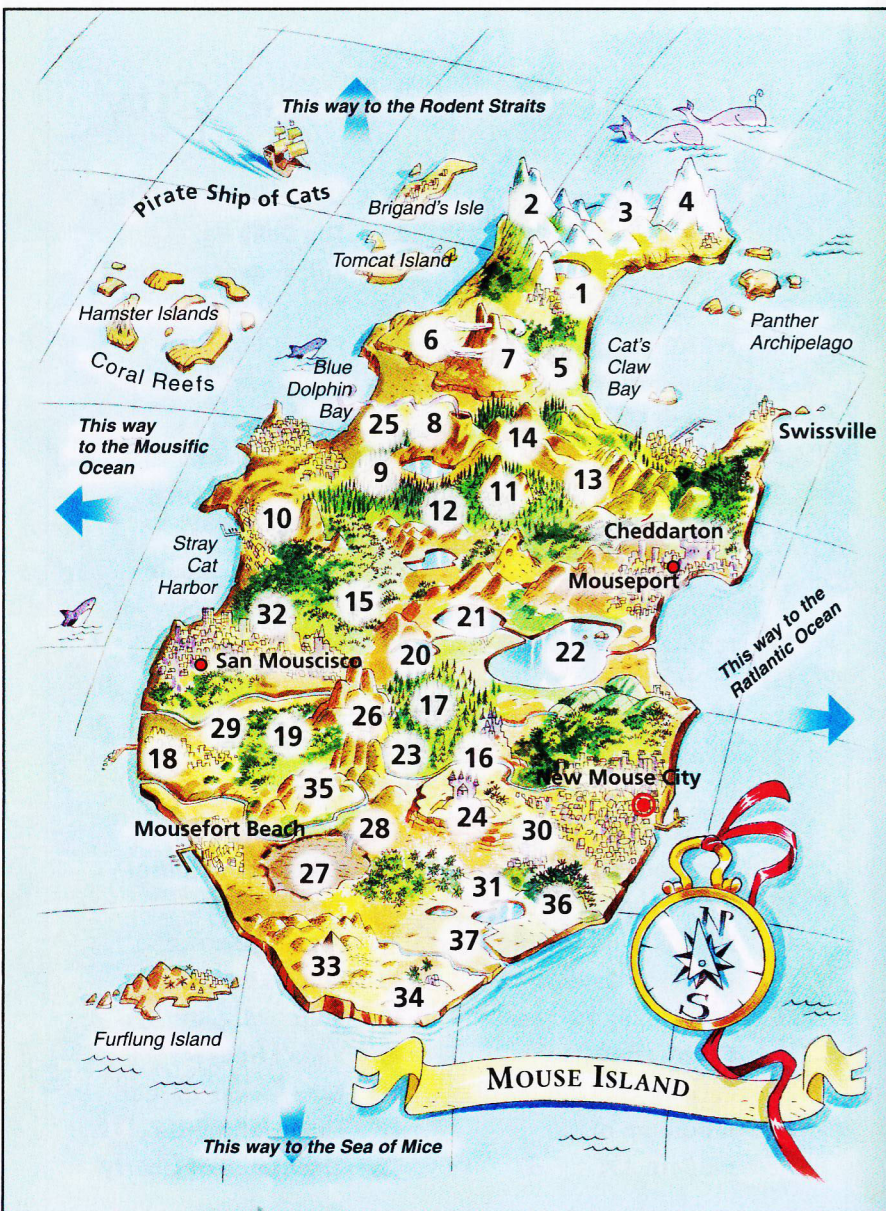 This way to the Rodent Straits
Pirate Ship of Cats
Brigand's Isle
2
3
4
Tomcat Island
1
Hamster Islands
Coral Reefs
Panther
Archipelago
6
7
5
Cat's
Claw
Bay
Blue
Dolphin
Bay
This way
to the Mousific
Ocean
25
8
14
Swissville
9
11
13
10
12
Cheddarton
Stray
Cat
Harbor
Mouseport
32
15
21
22
This way to the
Ratlantic Ocean
San Mouscisco
20
17
26
29
19
18
23
16
New Mouse City
35
Mousefort Beach
28
24
30
27
31
36
37
33
34
N
S
Furflung Island
MOUSE ISLAND
This way to the Sea of Mice